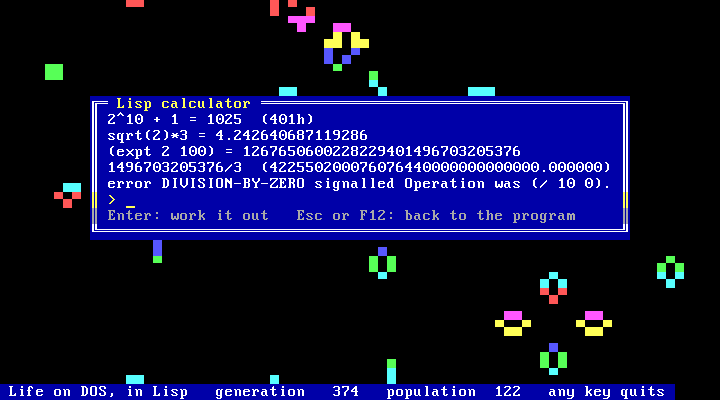 Lisp calculator
2^10 + 1 = 1025  (401h)
sqrt(2)*3 = 4.242640687119286
(expt 2 100) = 1267650600228229401496703205376
1496703205376/3  (422550200076076440000000000000.000000)
error DIVISION-BY-ZERO signalled Operation was (/ 10 0).
> _
Enter: work it out   Esc or F12: back to the program
Life on DOS, in Lisp   generation   374   population  122   any key quits